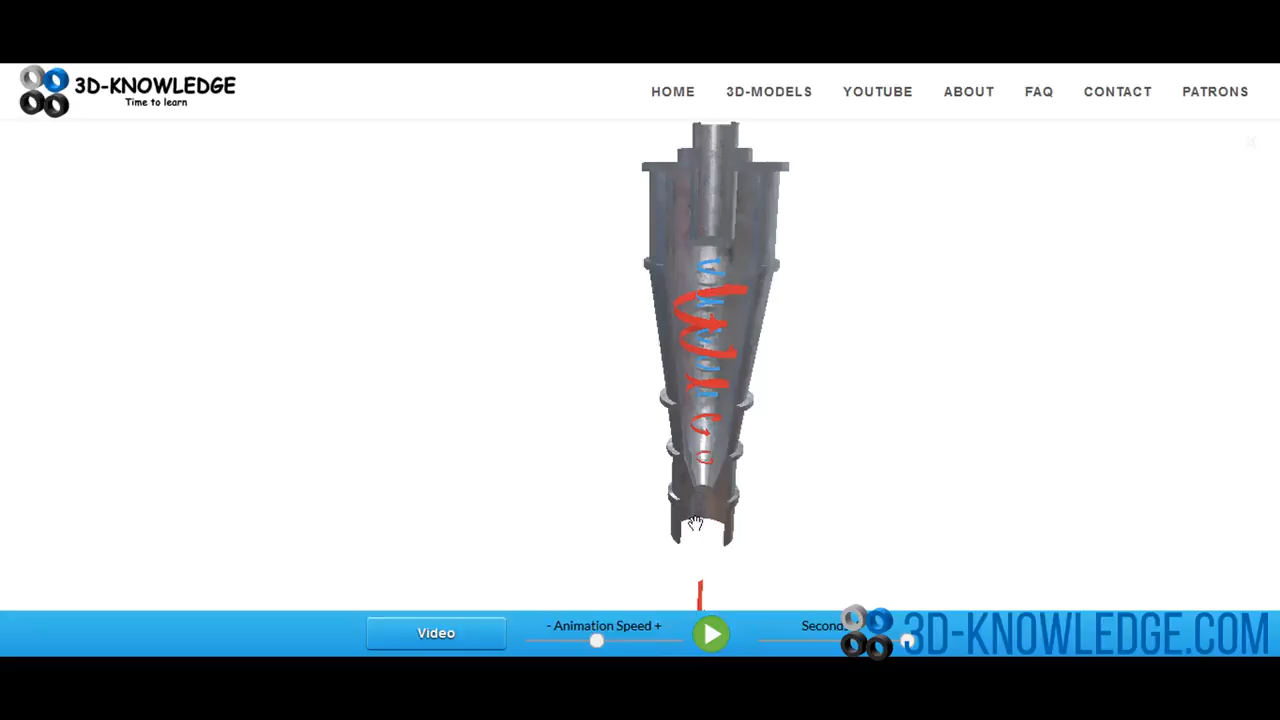 3D-KNOWLEDGE
Time to learn
HOME 3D-MODELS YOUTUBE ABOUT FAQ CONTACT PATRONS
Video
- Animation Speed +
3D-KNOWLEDGE.COM